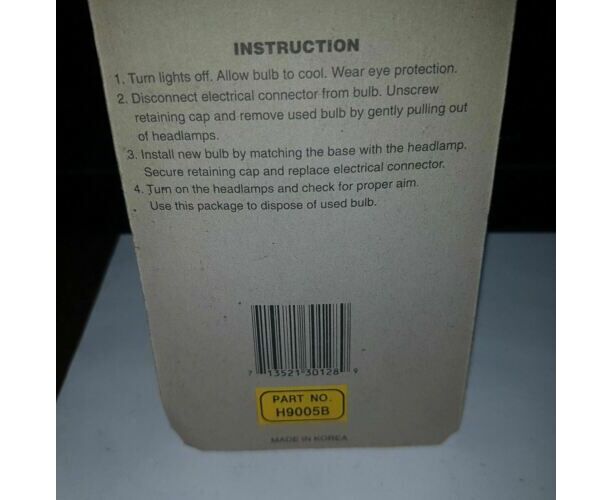 INSTRUCTION
1. Turn lights off. Allow bulb to cool. Wear eye protection.
2. Disconnect electrical connector from bulb. Unscrew
retaining cap and remove used bulb by gently pulling out
of headlamps.
3. Install new bulb by matching the base with the headlamp.
Secure retaining cap and replace electrical connector.
4. Turn on the headlamps and check for proper aim.
Use this package to dispose of used bulb.
7 13521 30128 9
PART NO.
H9005B
MADE IN KOREA